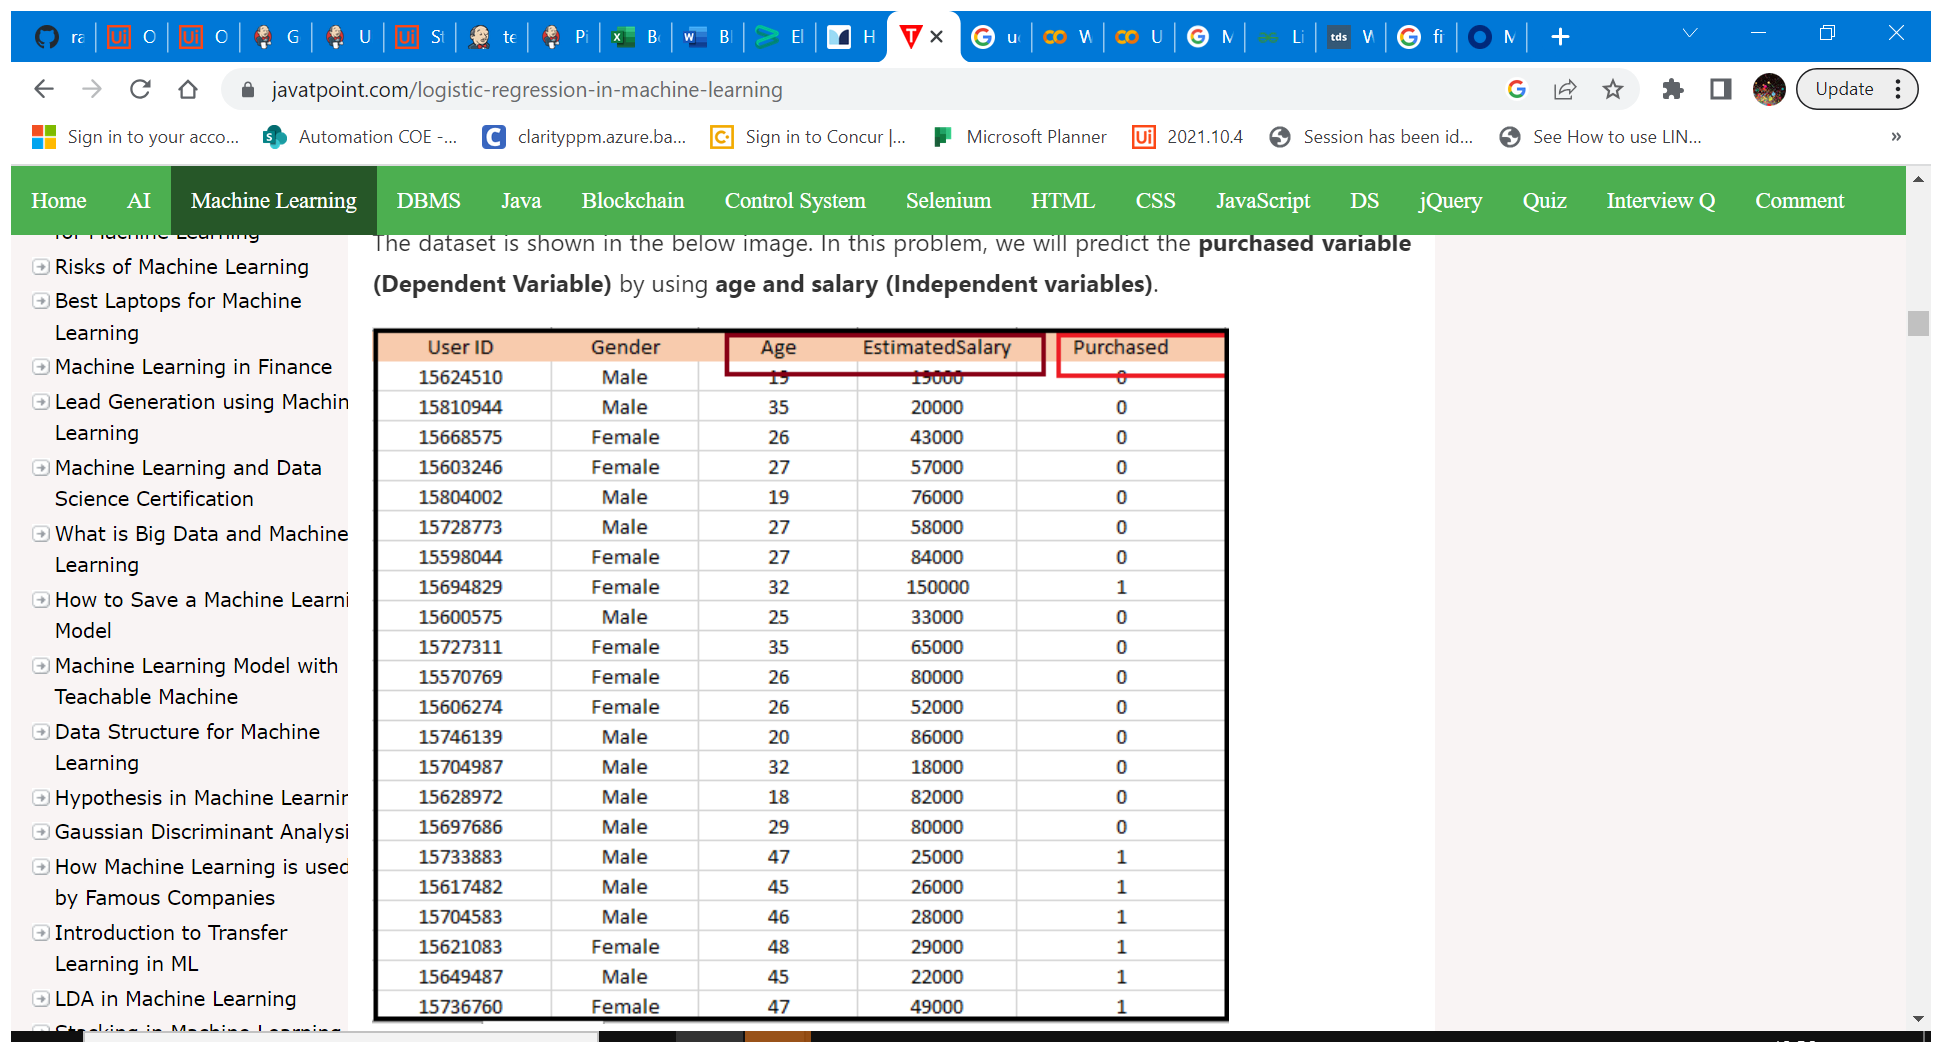 ra O O G U St te Pi Be Bl El H u W U M Li W fi M
javatpoint.com/logistic-regression-in-machine-learning Update
Sign in to your acco... Automation COE -... clarityppm.azure.ba... Sign in to Concur |... Microsoft Planner 2021.10.4 Session has been id... See How to use LIN... »
Home AI Machine Learning DBMS Java Blockchain Control System Selenium HTML CSS JavaScript DS jQuery Quiz Interview Q Comment
for Machine Learning
Risks of Machine Learning
Best Laptops for Machine
Learning
Machine Learning in Finance
Lead Generation using Machin
Learning
Machine Learning and Data
Science Certification
What is Big Data and Machine
Learning
How to Save a Machine Learni
Model
Machine Learning Model with
Teachable Machine
Data Structure for Machine
Learning
Hypothesis in Machine Learnin
Gaussian Discriminant Analysi
How Machine Learning is used
by Famous Companies
Introduction to Transfer
Learning in ML
LDA in Machine Learning
Stacking in Machine Learning
The dataset is shown in the below image. In this problem, we will predict the purchased variable
(Dependent Variable) by using age and salary (Independent variables).
User ID Gender Age EstimatedSalary Purchased
15624510 Male 19 19000 0
15810944 Male 35 20000 0
15668575 Female 26 43000 0
15603246 Female 27 57000 0
15804002 Male 19 76000 0
15728773 Male 27 58000 0
15598044 Female 27 84000 0
15694829 Female 32 150000 1
15600575 Male 25 33000 0
15727311 Female 35 65000 0
15570769 Female 26 80000 0
15606274 Female 26 52000 0
15746139 Male 20 86000 0
15704987 Male 32 18000 0
15628972 Male 18 82000 0
15697686 Male 29 80000 0
15733883 Male 47 25000 1
15617482 Male 45 26000 1
15704583 Male 46 28000 1
15621083 Female 48 29000 1
15649487 Male 45 22000 1
15736760 Female 47 49000 1